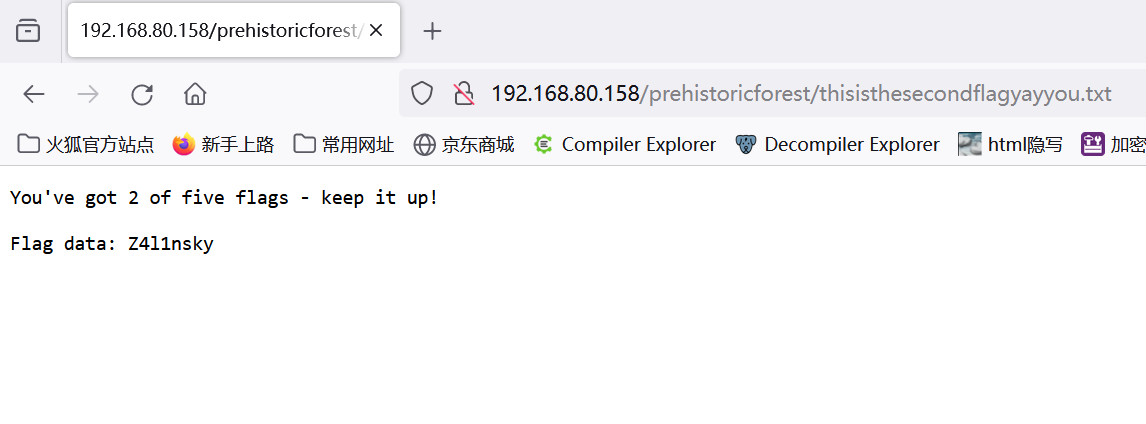 192.168.80.158/prehistoricforest/
192.168.80.158/prehistoricforest/thisisthesecondflagyayyou.txt
火狐官方站点 新手上路 常用网址 京东商城 Compiler Explorer Decompiler Explorer html隐写 加密
You've got 2 of five flags - keep it up!
Flag data: Z4l1nsky